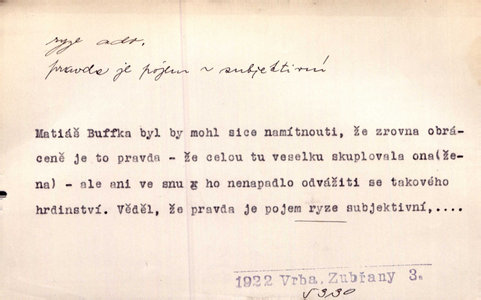 ryze adv.
pravda je pojem r subjektivní
Matiáš Buffka byl by mohl sice namítnouti, že zrovna obrá-
ceně je to pravda - že celou tu veselku skuplovala ona(že-
na) - ale ani ve snu ho nenapadlo odvážiti se takového
hrdinství. Věděl, že pravda je pojem ryze subjektivní,....
1922 Vrba, Zubřany 3.